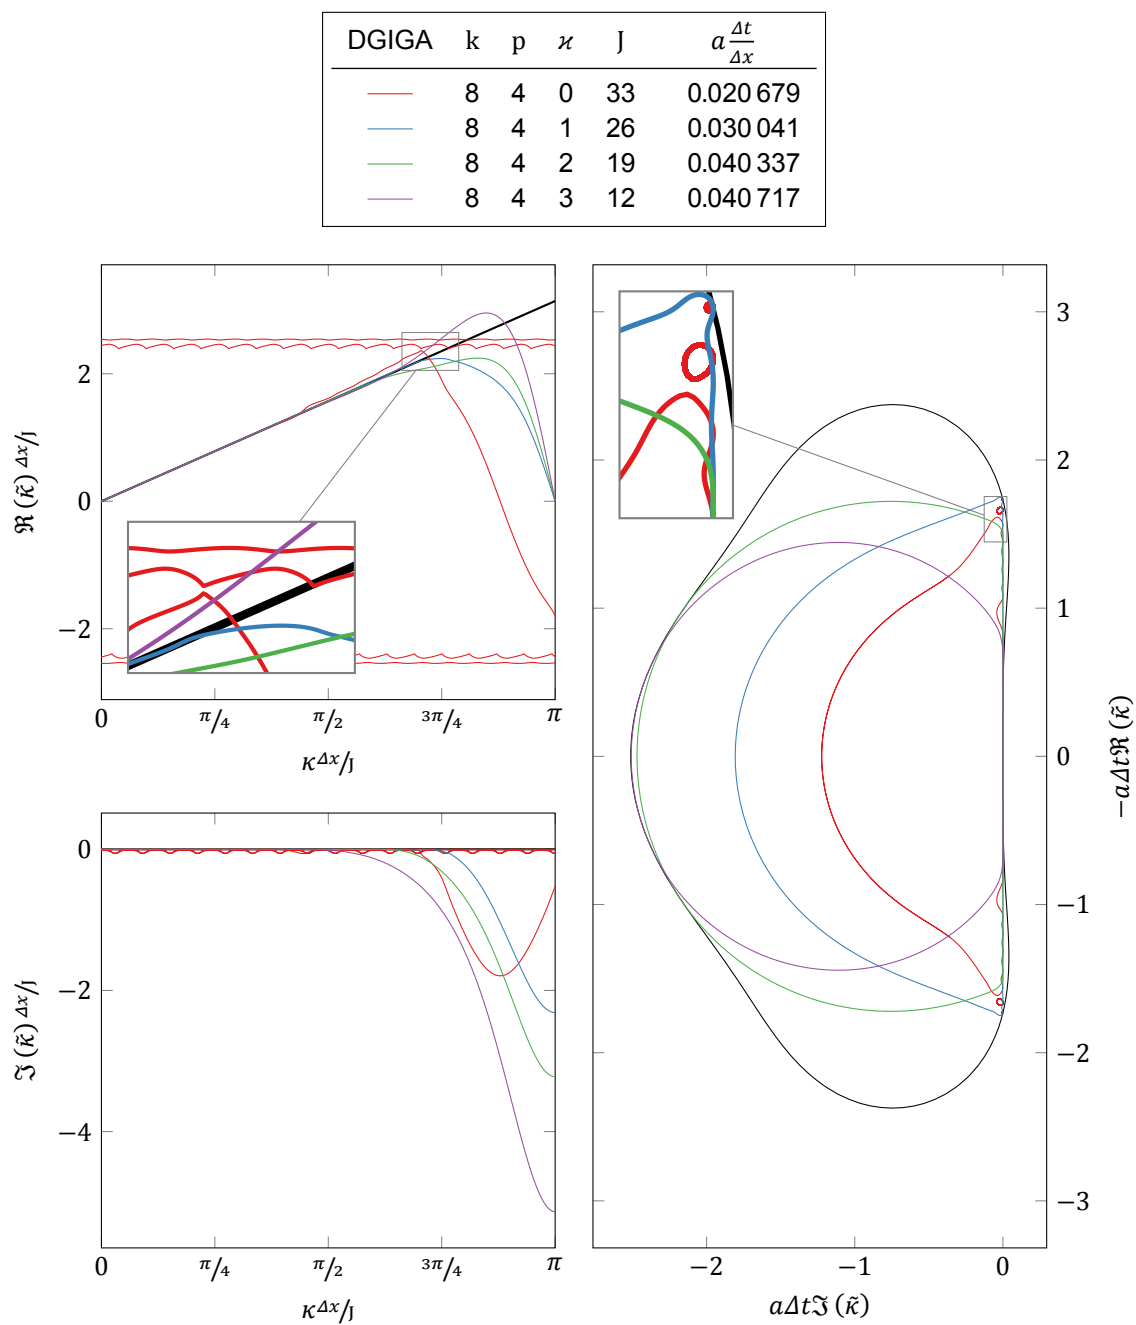 DGIGA k p ϰ J a Δt/Δx
8 4 0 33 0.020 679
8 4 1 26 0.030 041
8 4 2 19 0.040 337
8 4 3 12 0.040 717
2
0
−2
ℜ (κ̃) Δx/J
0 π/4 π/2 3π/4 π
κ Δx/J
0
−2
−4
ℑ (κ̃) Δx/J
0 π/4 π/2 3π/4 π
κ Δx/J
3
2
1
0
−1
−2
−3
−aΔtℜ (κ̃)
−2 −1 0
aΔtℑ (κ̃)